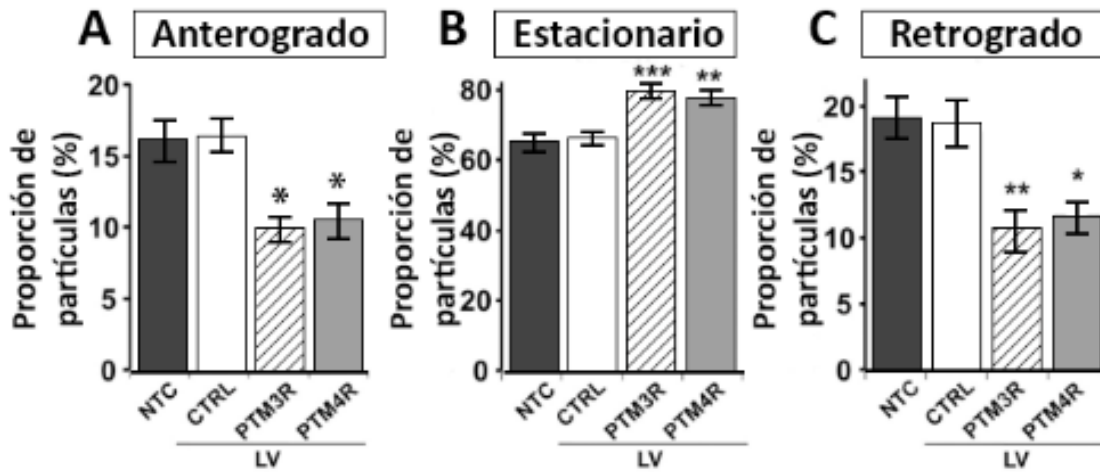 A Anterogrado
Proporción de
partículas (%)
20
15
10
5
0
*
*
NTC
CTRL
PTM3R
PTM4R
LV
B Estacionario
Proporción de
partículas (%)
80
60
40
20
0
***
**
NTC
CTRL
PTM3R
PTM4R
LV
C Retrogrado
Proporción de
partículas (%)
20
15
10
5
0
**
*
NTC
CTRL
PTM3R
PTM4R
LV